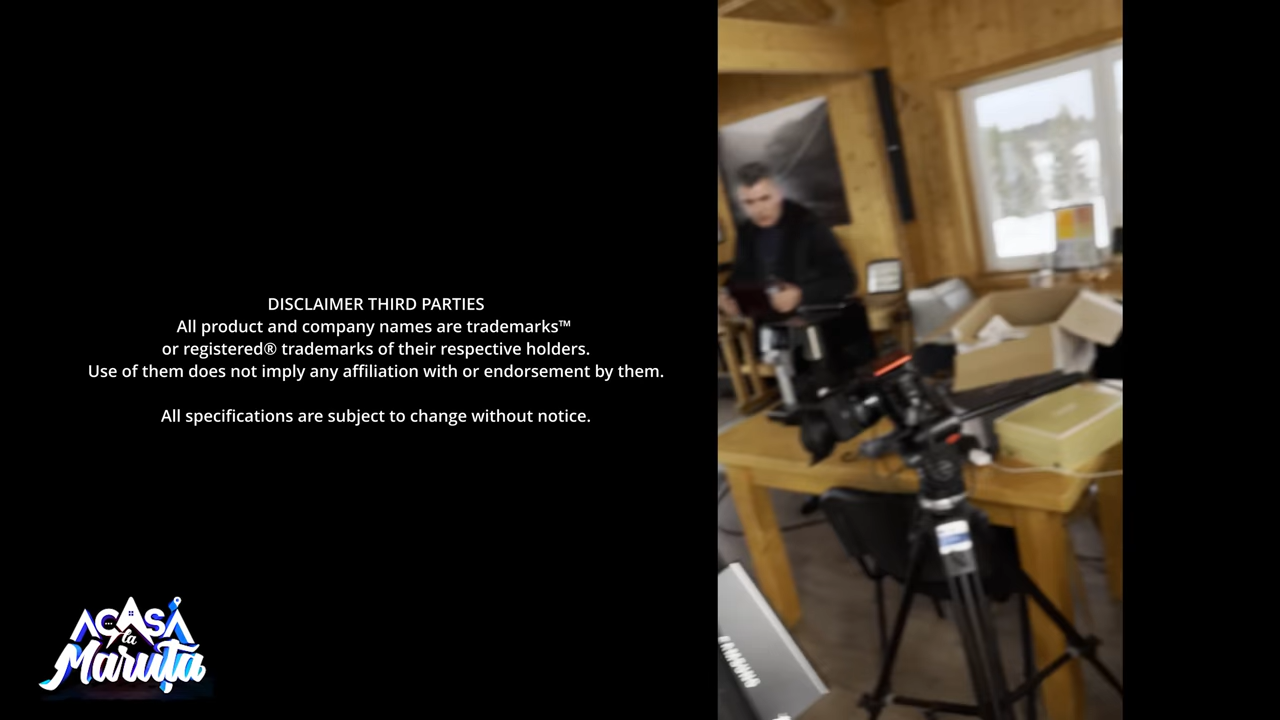 DISCLAIMER THIRD PARTIES
All product and company names are trademarks™
or registered® trademarks of their respective holders.
Use of them does not imply any affiliation with or endorsement by them.
All specifications are subject to change without notice.
ACASĂ
la
Măruță
SAMSUNG